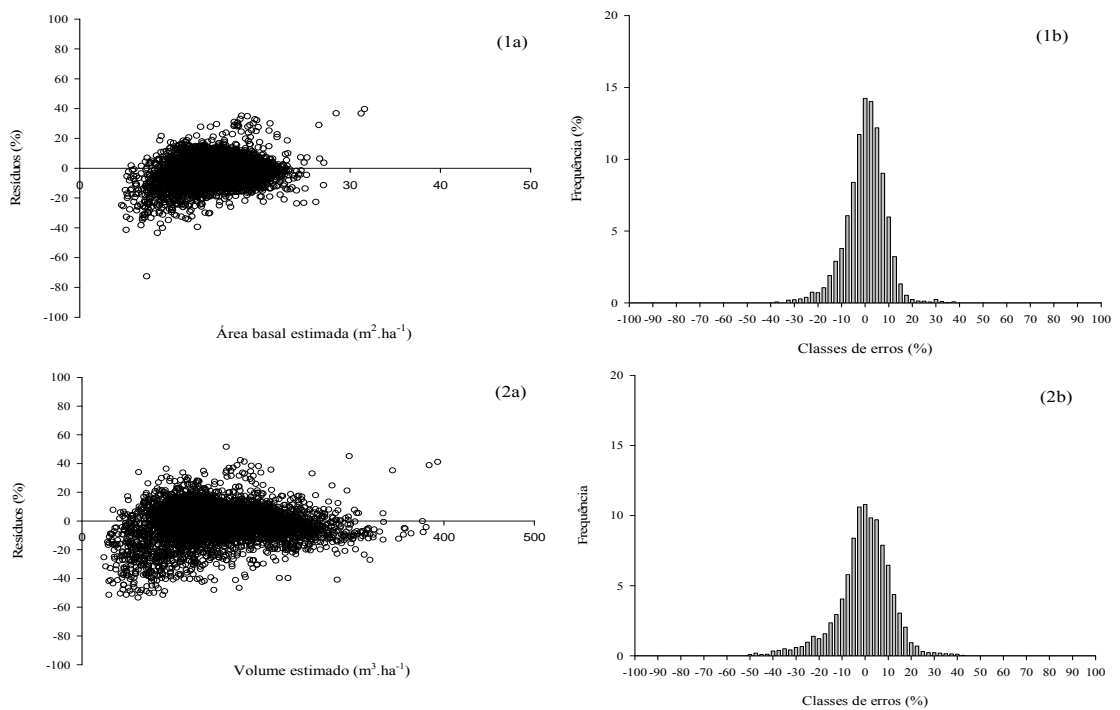 100
80
60
40
20
0
-20
-40
-60
-80
-100
Resíduos (%)
0
30
40
50
Área basal estimada (m².ha⁻¹)
(1a)
20
15
10
5
0
Frequência (%)
-100 -90 -80 -70 -60 -50 -40 -30 -20 -10 0 10 20 30 40 50 60 70 80 90 100
Classes de erros (%)
(1b)
100
80
60
40
20
0
-20
-40
-60
-80
-100
Resíduos (%)
0
400
500
Volume estimado (m³.ha⁻¹)
(2a)
20
15
10
5
0
Frequência
-100 -90 -80 -70 -60 -50 -40 -30 -20 -10 0 10 20 30 40 50 60 70 80 90 100
Classes de erros (%)
(2b)